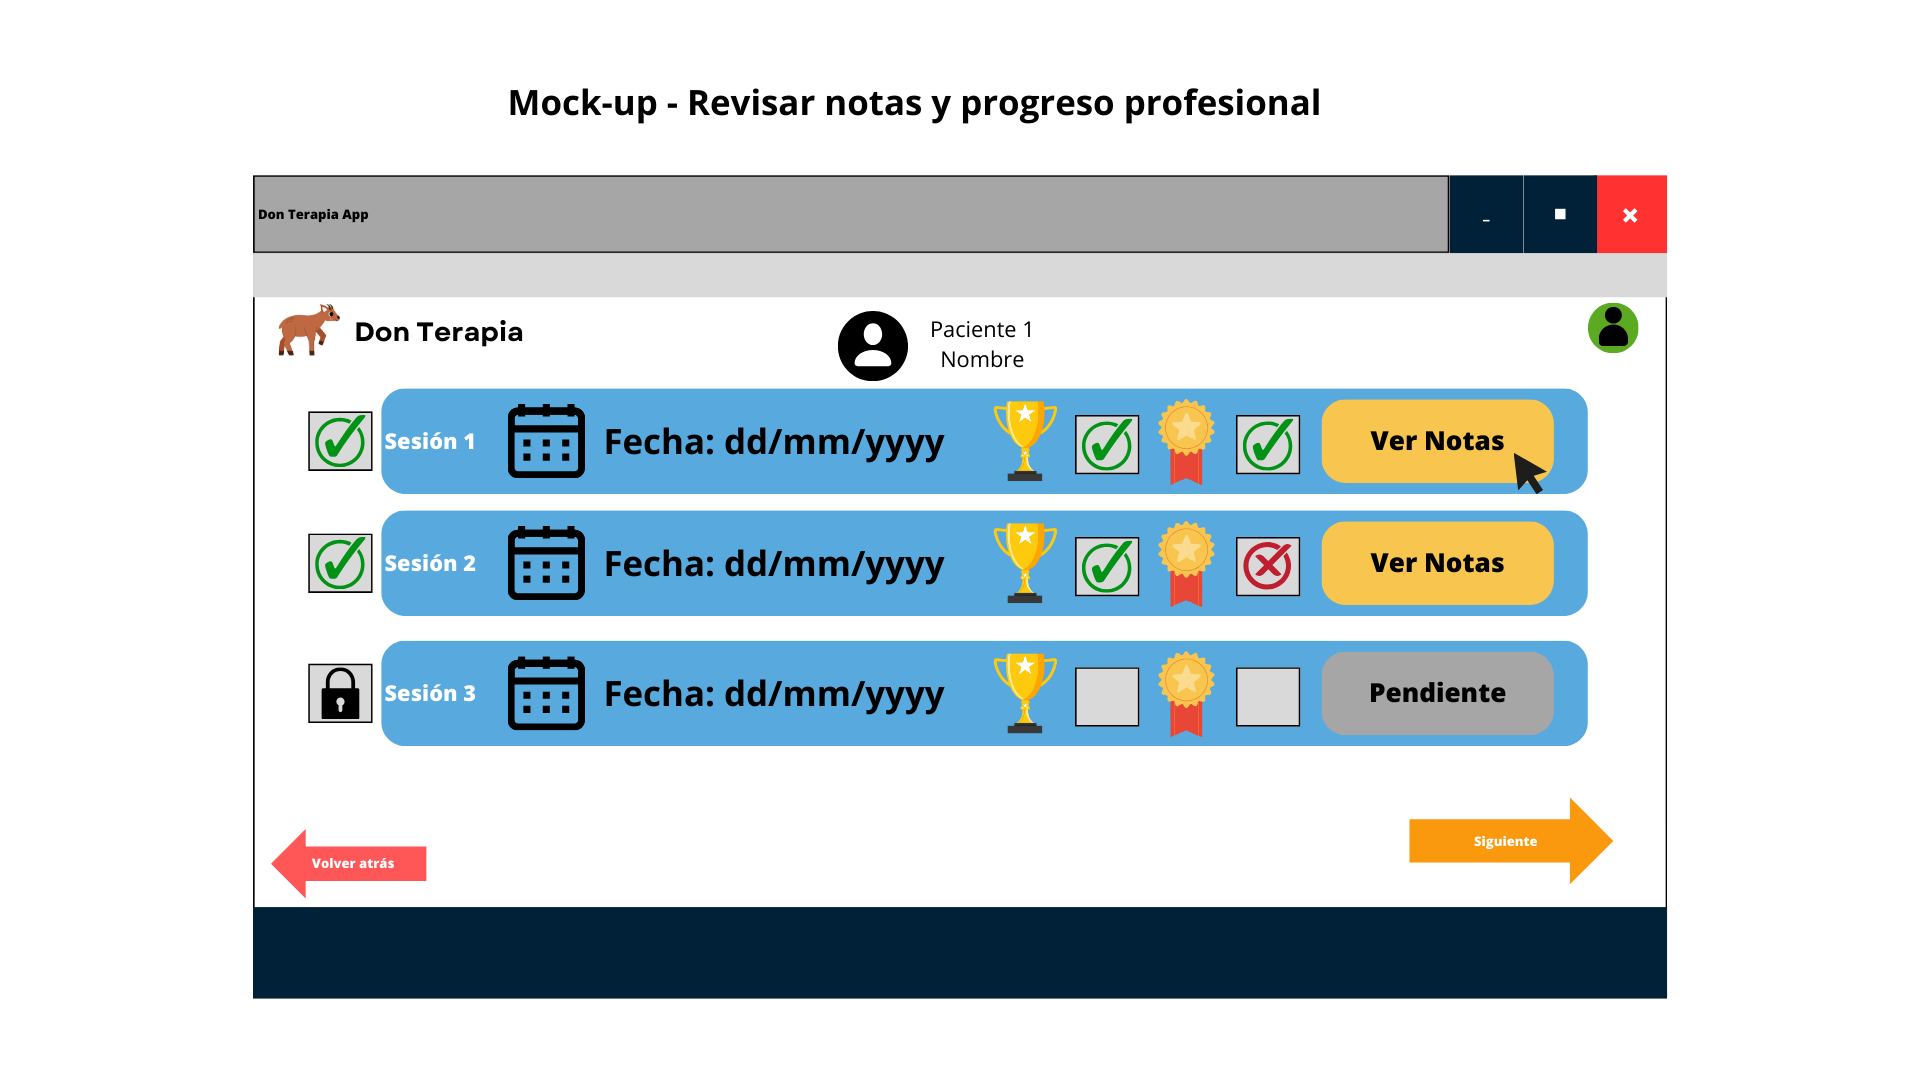 Mock-up - Revisar notas y progreso profesional
Don Terapia App
Don Terapia
Paciente 1
Nombre
Sesión 1
Fecha: dd/mm/yyyy
Ver Notas
Sesión 2
Fecha: dd/mm/yyyy
Ver Notas
Sesión 3
Fecha: dd/mm/yyyy
Pendiente
Volver atrás
Siguiente